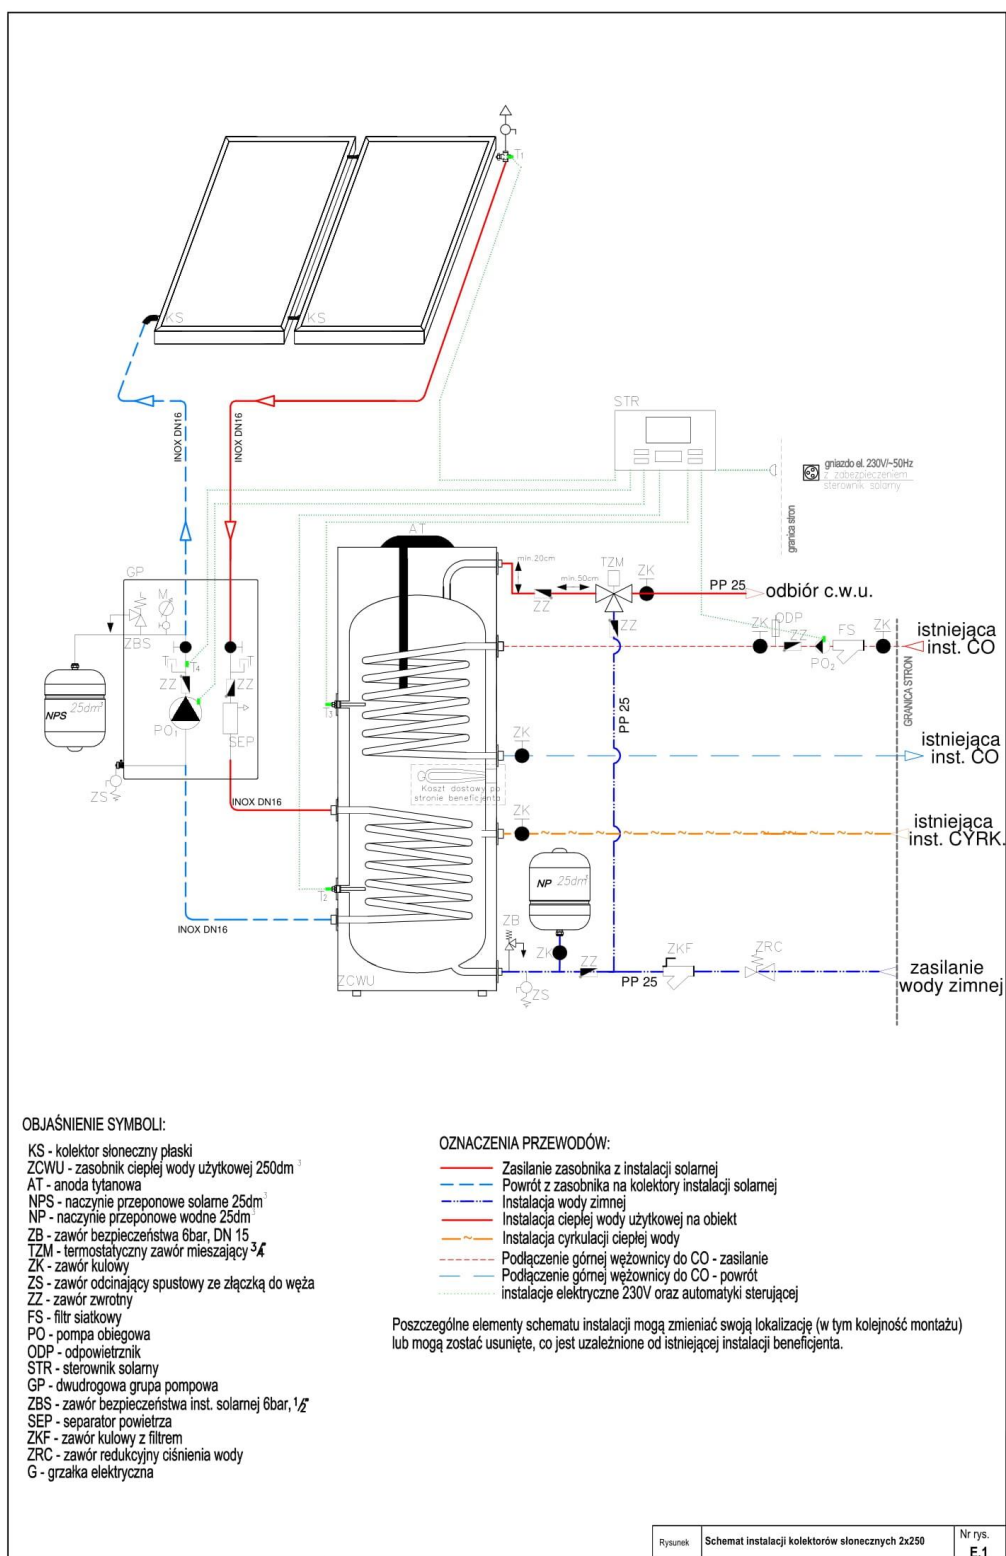 T1
KS
KS
INOX DN16
INOX DN16
STR
gniazdo el. 230V/~50Hz
z zabezpieczeniem
sterownik solarny
granica stron
AT
GP
M
ZBS
T
T4
T
ZZ
ZZ
PO1
SEP
NPS
25dm³
ZS
INOX DN16
INOX DN16
min. 20cm
min. 50cm
TZM
ZK
ZZ
PP 25
odbiór c.w.u.
ZZ
ZK
ODP
ZZ
PO2
FS
ZK
istniejąca
inst. CO
GRANICA STRON
T3
PP 25
ZK
istniejąca
inst. CO
G
Koszt dostawy po
stronie beneficjenta
ZK
istniejąca
inst. CYRK.
T2
NP
25dm³
ZB
ZK
ZZ
ZS
PP 25
ZKF
ZRC
zasilanie
wody zimnej
ZCWU
OBJAŚNIENIE SYMBOLI:
KS - kolektor słoneczny płaski
ZCWU - zasobnik ciepłej wody użytkowej 250dm³
AT - anoda tytanowa
NPS - naczynie przeponowe solarne 25dm³
NP - naczynie przeponowe wodne 25dm³
ZB - zawór bezpieczeństwa 6bar, DN 15
TZM - termostatyczny zawór mieszający 3/4"
ZK - zawór kulowy
ZS - zawór odcinający spustowy ze złączką do węża
ZZ - zawór zwrotny
FS - filtr siatkowy
PO - pompa obiegowa
ODP - odpowietrznik
STR - sterownik solarny
GP - dwudrogowa grupa pompowa
ZBS - zawór bezpieczeństwa inst. solarnej 6bar, 1/2"
SEP - separator powietrza
ZKF - zawór kulowy z filtrem
ZRC - zawór redukcyjny ciśnienia wody
G - grzałka elektryczna
OZNACZENIA PRZEWODÓW:
Zasilanie zasobnika z instalacji solarnej
Powrót z zasobnika na kolektory instalacji solarnej
Instalacja wody zimnej
Instalacja ciepłej wody użytkowej na obiekt
Instalacja cyrkulacji ciepłej wody
Podłączenie górnej wężownicy do CO - zasilanie
Podłączenie górnej wężownicy do CO - powrót
instalacje elektryczne 230V oraz automatyki sterującej
Poszczególne elementy schematu instalacji mogą zmieniać swoją lokalizację (w tym kolejność montażu)
lub mogą zostać usunięte, co jest uzależnione od istniejącej instalacji beneficjenta.
Rysunek
Schemat instalacji kolektorów słonecznych 2x250
Nr rys.
E.1